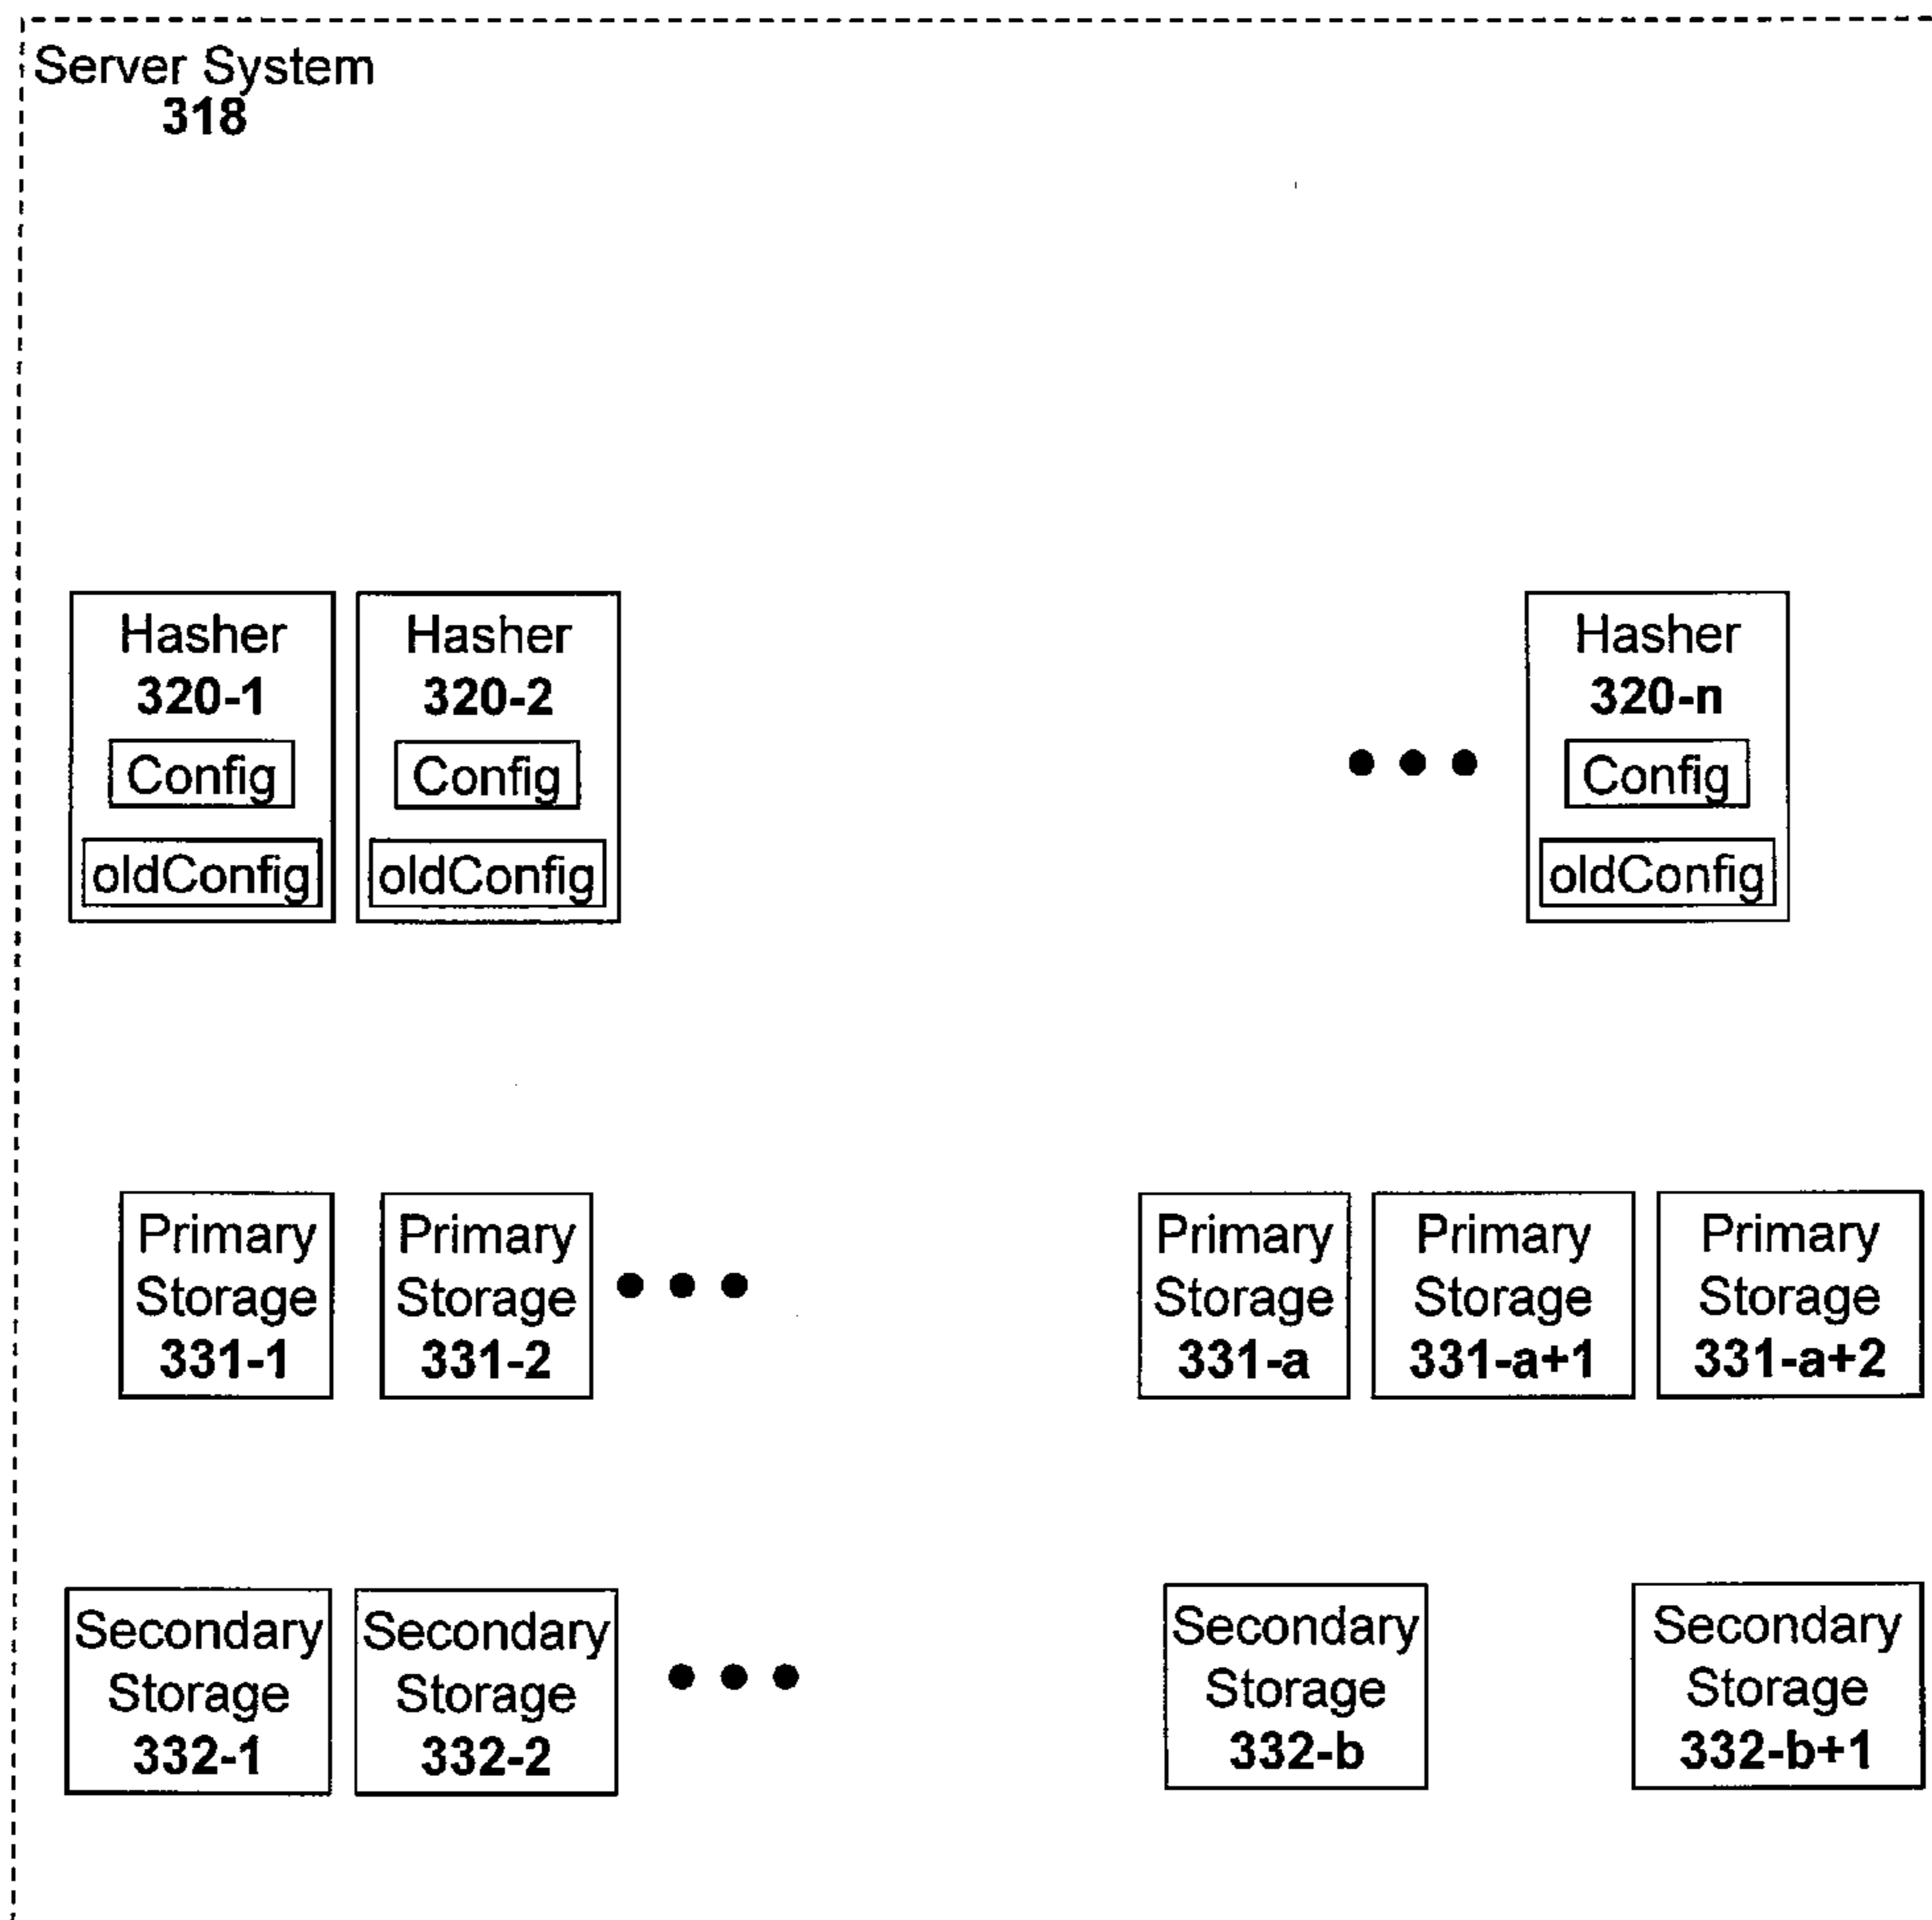 Server System
318
Hasher
320-1
Config
oldConfig
Hasher
320-2
Config
oldConfig
Hasher
320-n
Config
oldConfig
Primary
Storage
331-1
Primary
Storage
331-2
Primary
Storage
331-a
Primary
Storage
331-a+1
Primary
Storage
331-a+2
Secondary
Storage
332-1
Secondary
Storage
332-2
Secondary
Storage
332-b
Secondary
Storage
332-b+1